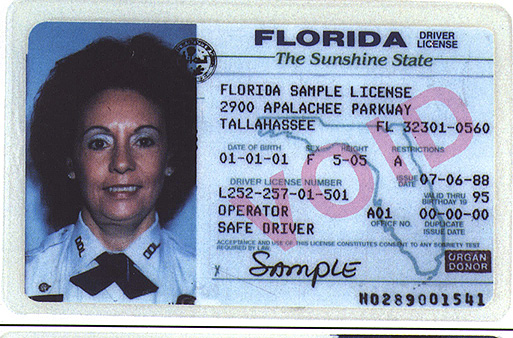 FLORIDA DRIVER LICENSE
The Sunshine State
FLORIDA SAMPLE LICENSE
2900 APALACHEE PARKWAY
TALLAHASSEE FL 32301-0560
DATE OF BIRTH SEX HEIGHT RESTRICTIONS
01-01-01 F 5-05 A
DRIVER LICENSE NUMBER ISSUE DATE 07-06-88
L252-257-01-501 VALID THRU BIRTHDAY 19 95
OPERATOR A01 00-00-00
OFFICE NO. DUPLICATE ISSUE DATE
SAFE DRIVER
ACCEPTANCE AND USE OF THIS LICENSE CONSTITUTES CONSENT TO ANY SOBRIETY TEST REQUIRED BY LAW.
X SAMPLE
ORGAN DONOR
H0289001541
VOID